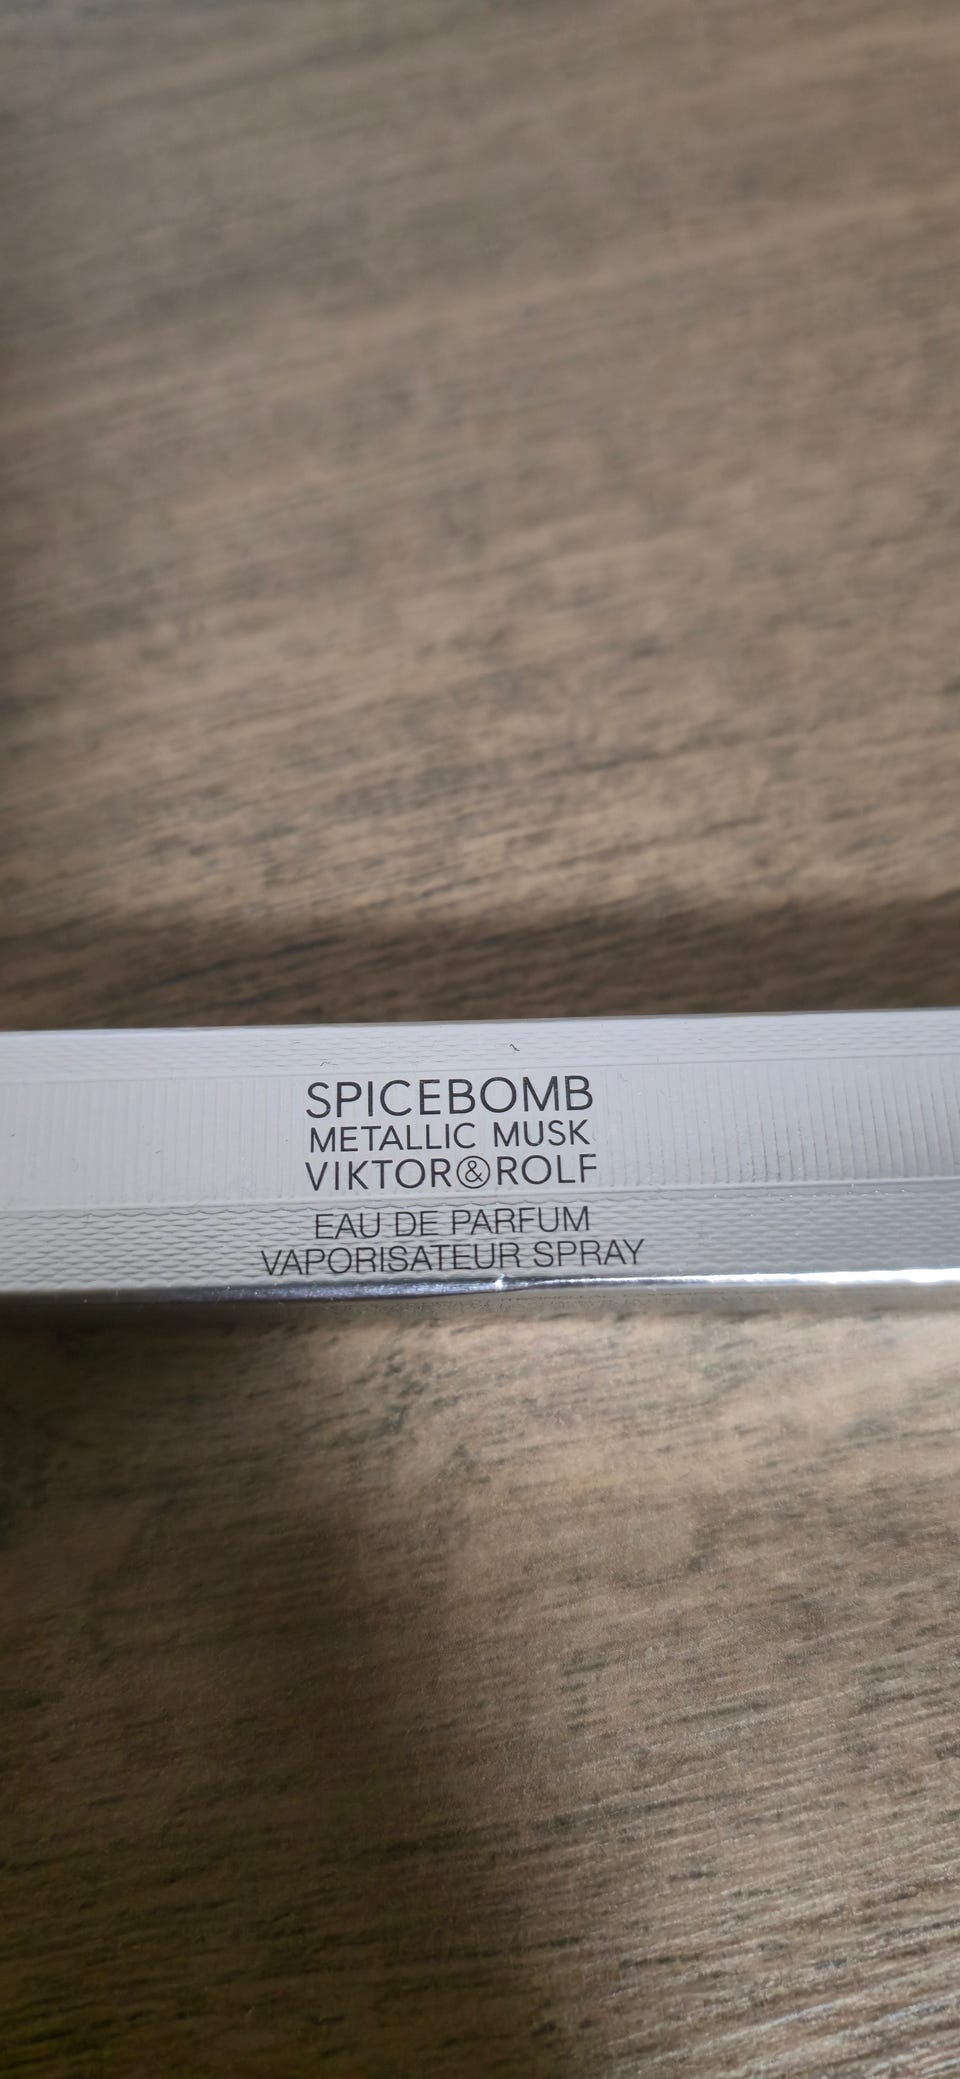 SPICEBOMB
METALLIC MUSK
VIKTOR&ROLF
EAU DE PARFUM
VAPORISATEUR SPRAY